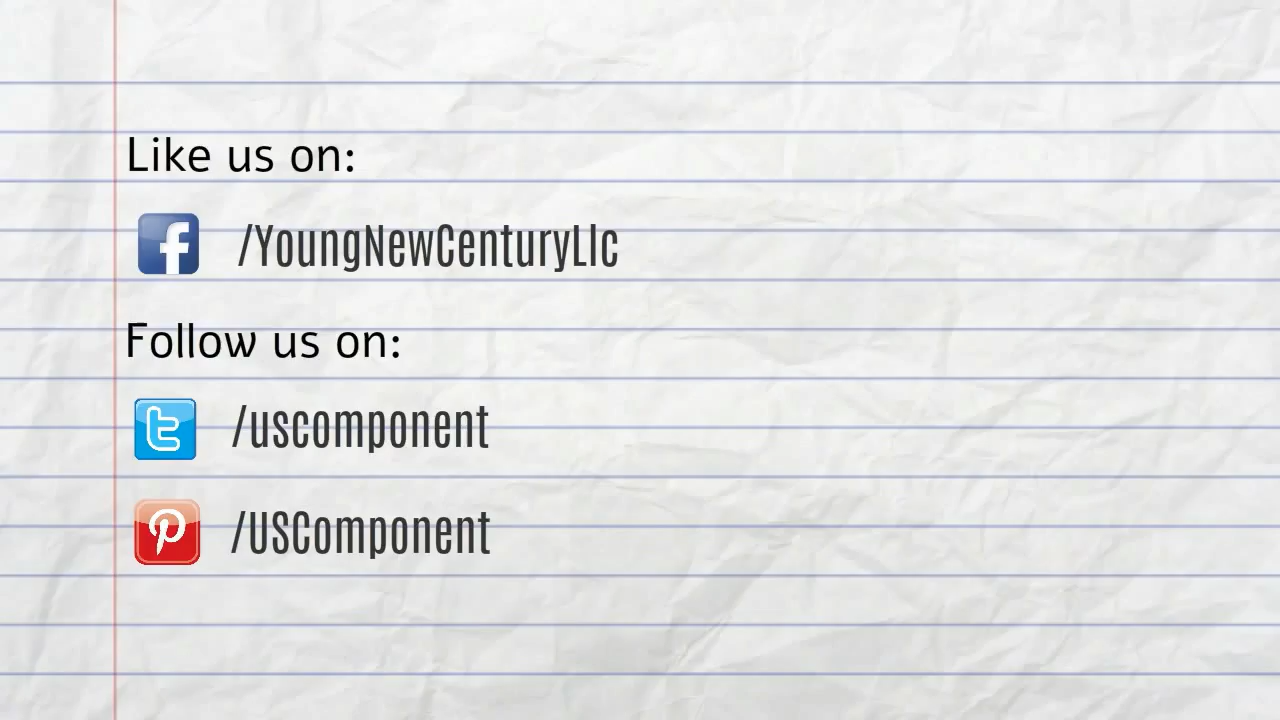 Like us on:
/YoungNewCenturyLlc
Follow us on:
/uscomponent
/USComponent